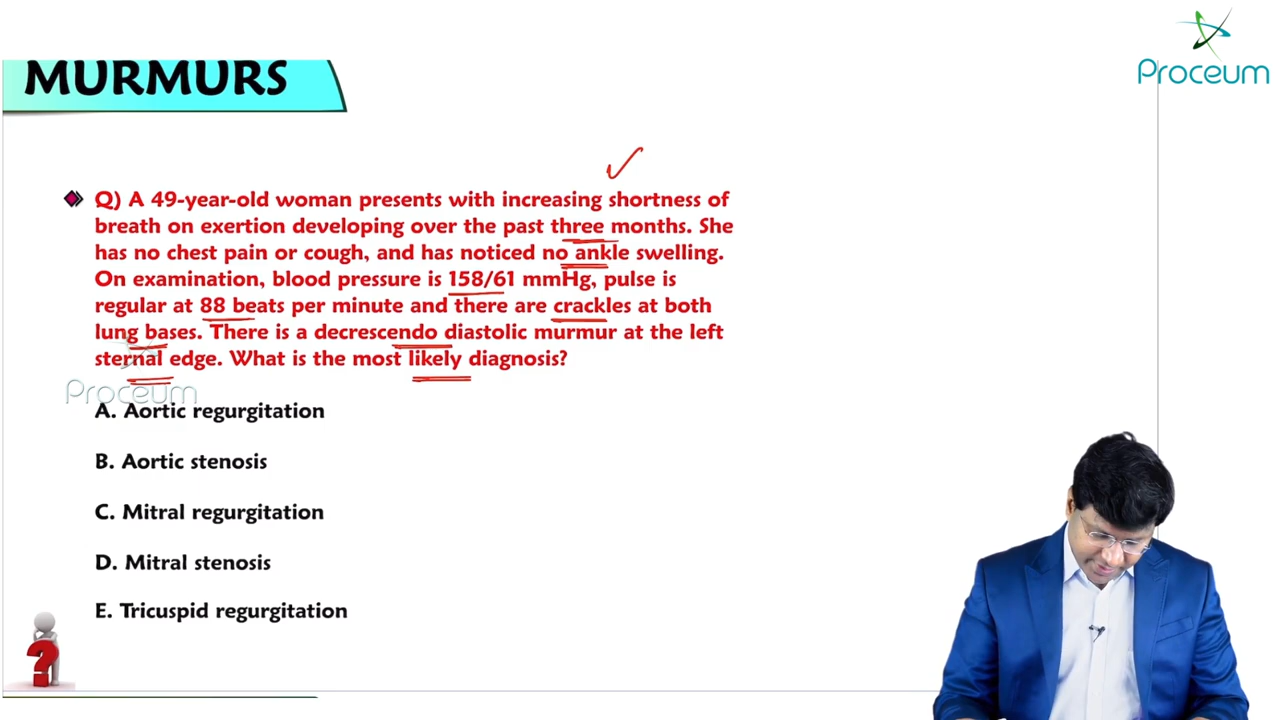 MURMURS
Proceum
Q) A 49-year-old woman presents with increasing shortness of
breath on exertion developing over the past three months. She
has no chest pain or cough, and has noticed no ankle swelling.
On examination, blood pressure is 158/61 mmHg, pulse is
regular at 88 beats per minute and there are crackles at both
lung bases. There is a decrescendo diastolic murmur at the left
sternal edge. What is the most likely diagnosis?
Proceum
A. Aortic regurgitation
B. Aortic stenosis
C. Mitral regurgitation
D. Mitral stenosis
E. Tricuspid regurgitation